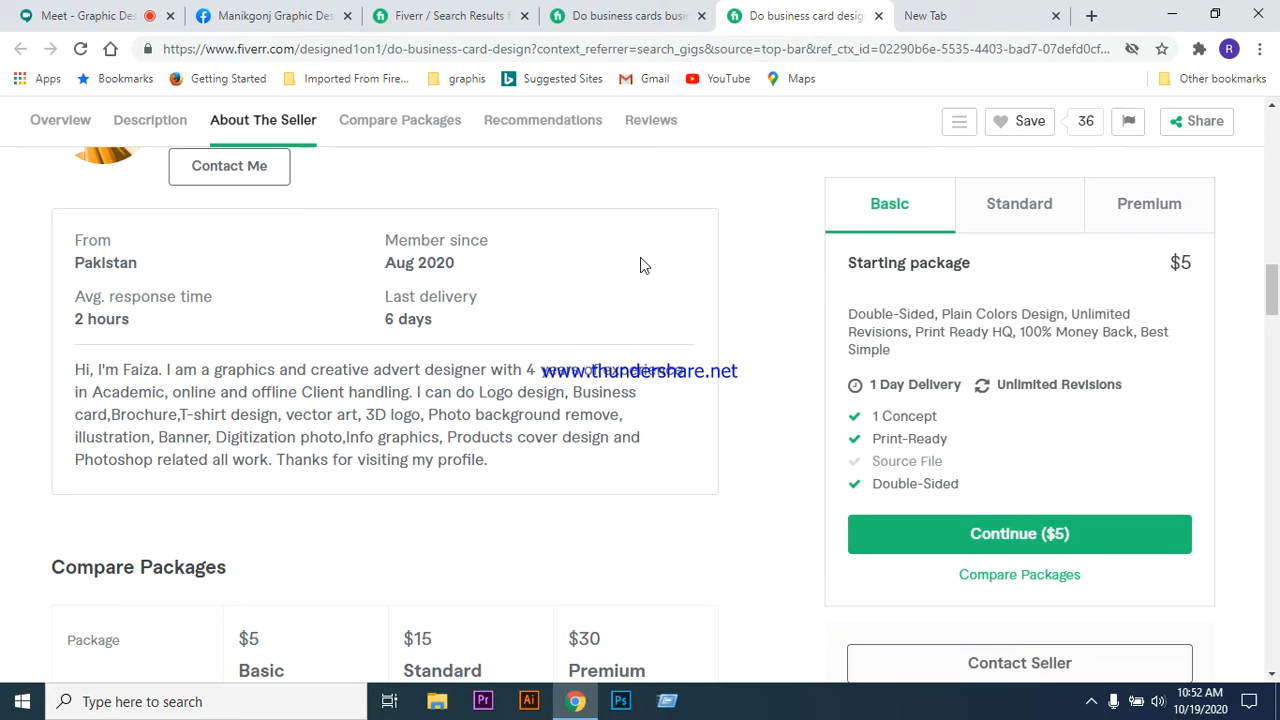 Meet - Graphic Des
Manikgonj Graphic Des
Fiverr / Search Results f
Do business cards busi
Do business card desig
New Tab
https://www.fiverr.com/designed1on1/do-business-card-design?context_referrer=search_gigs&source=top-bar&ref_ctx_id=02290b6e-5535-4403-bad7-07defd0cf...
R
Apps
Bookmarks
Getting Started
Imported From Fire...
graphis
Suggested Sites
Gmail
YouTube
Maps
Other bookmarks
Overview
Description
About The Seller
Compare Packages
Recommendations
Reviews
Save
36
Share
Contact Me
From
Pakistan
Member since
Aug 2020
Avg. response time
2 hours
Last delivery
6 days
Hi, I'm Faiza. I am a graphics and creative advert designer with 4 years of experience
www.thundershare.net
in Academic, online and offline Client handling. I can do Logo design, Business
card,Brochure,T-shirt design, vector art, 3D logo, Photo background remove,
illustration, Banner, Digitization photo,Info graphics, Products cover design and
Photoshop related all work. Thanks for visiting my profile.
Compare Packages
Package
$5
Basic
$15
Standard
$30
Premium
Basic
Standard
Premium
Starting package
$5
Double-Sided, Plain Colors Design, Unlimited
Revisions, Print Ready HQ, 100% Money Back, Best
Simple
1 Day Delivery
Unlimited Revisions
1 Concept
Print-Ready
Source File
Double-Sided
Continue ($5)
Compare Packages
Contact Seller
Type here to search
Pr
Ai
Ps
10:52 AM
10/19/2020